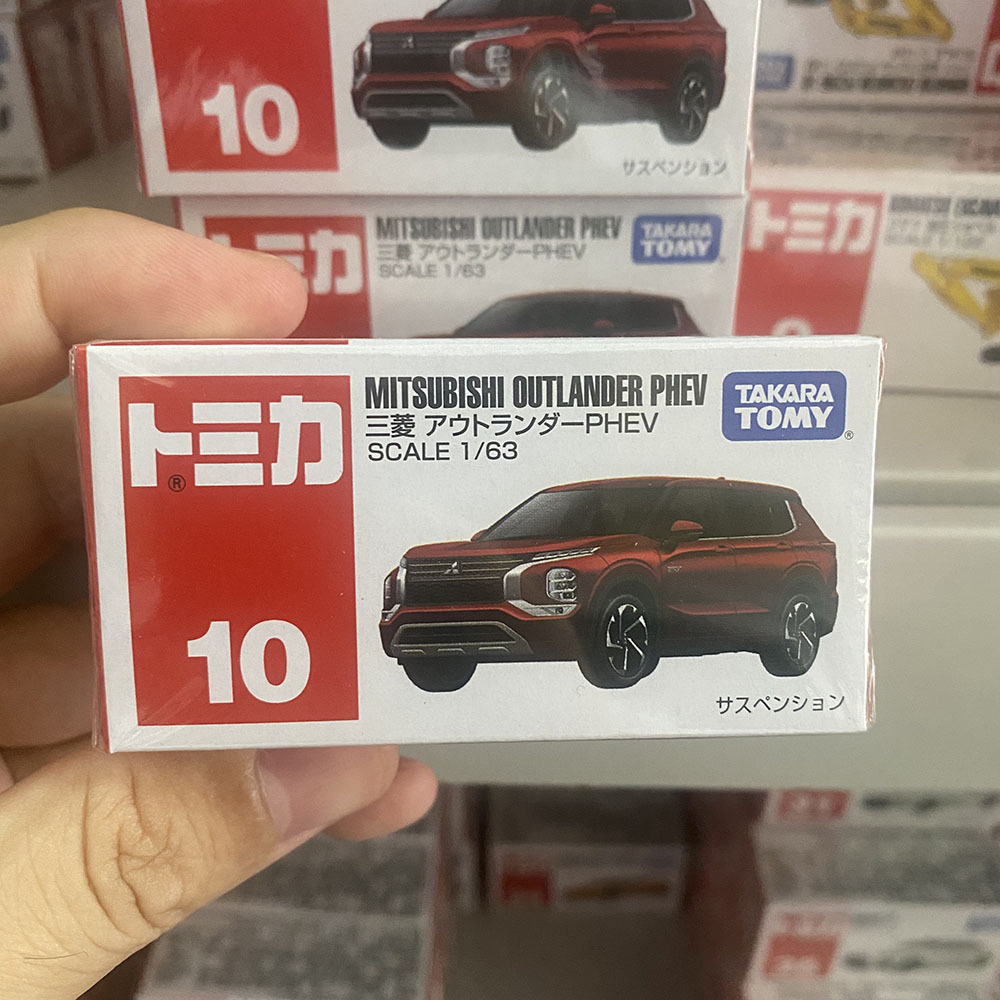 10
サスペンション
トミカ
MITSUBISHI OUTLANDER PHEV
三菱 アウトランダーPHEV
SCALE 1/63
TAKARA
TOMY
トミカ
トミカ
®
10
MITSUBISHI OUTLANDER PHEV
三菱 アウトランダーPHEV
SCALE 1/63
TAKARA
TOMY
®
サスペンション